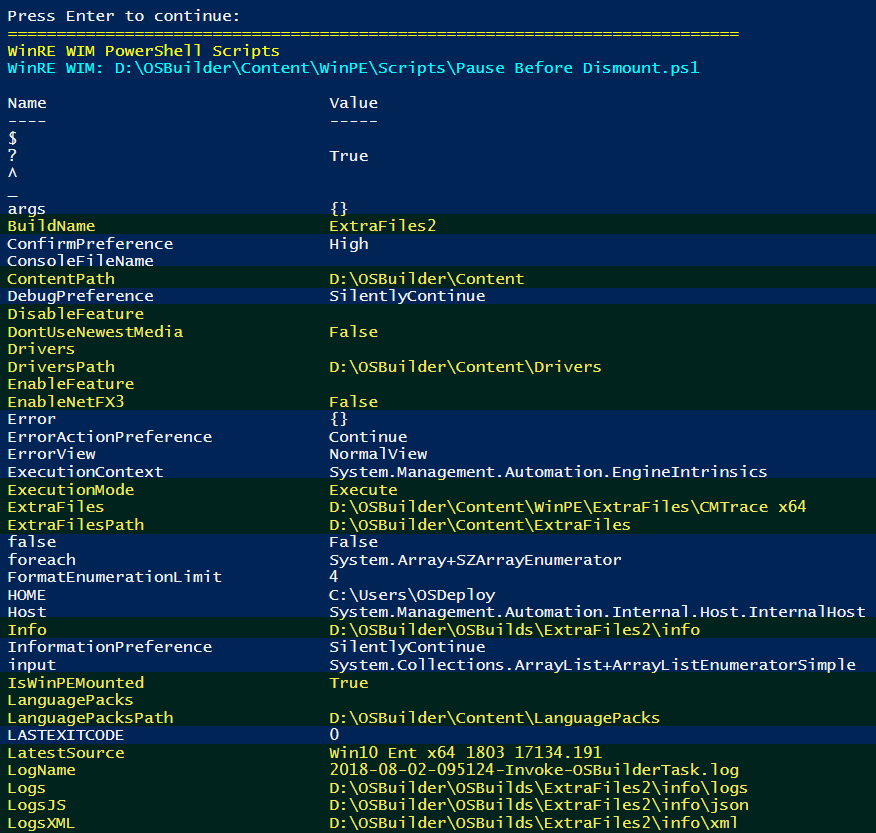 Press Enter to continue:
===========================================================================
WinRE WIM PowerShell Scripts
WinRE WIM: D:\OSBuilder\Content\WinPE\Scripts\Pause Before Dismount.ps1
Name Value
---- -----
$
? True
^
_
args {}
BuildName ExtraFiles2
ConfirmPreference High
ConsoleFileName
ContentPath D:\OSBuilder\Content
DebugPreference SilentlyContinue
DisableFeature
DontUseNewestMedia False
Drivers
DriversPath D:\OSBuilder\Content\Drivers
EnableFeature
EnableNetFX3 False
Error {}
ErrorActionPreference Continue
ErrorView NormalView
ExecutionContext System.Management.Automation.EngineIntrinsics
ExecutionMode Execute
ExtraFiles D:\OSBuilder\Content\WinPE\ExtraFiles\CMTrace x64
ExtraFilesPath D:\OSBuilder\Content\ExtraFiles
false False
foreach System.Array+SZArrayEnumerator
FormatEnumerationLimit 4
HOME C:\Users\OSDeploy
Host System.Management.Automation.Internal.Host.InternalHost
Info D:\OSBuilder\OSBuilds\ExtraFiles2\info
InformationPreference SilentlyContinue
input System.Collections.ArrayList+ArrayListEnumeratorSimple
IsWinPEMounted True
LanguagePacks
LanguagePacksPath D:\OSBuilder\Content\LanguagePacks
LASTEXITCODE 0
LatestSource Win10 Ent x64 1803 17134.191
LogName 2018-08-02-095124-Invoke-OSBuilderTask.log
Logs D:\OSBuilder\OSBuilds\ExtraFiles2\info\logs
LogsJS D:\OSBuilder\OSBuilds\ExtraFiles2\info\json
LogsXML D:\OSBuilder\OSBuilds\ExtraFiles2\info\xml